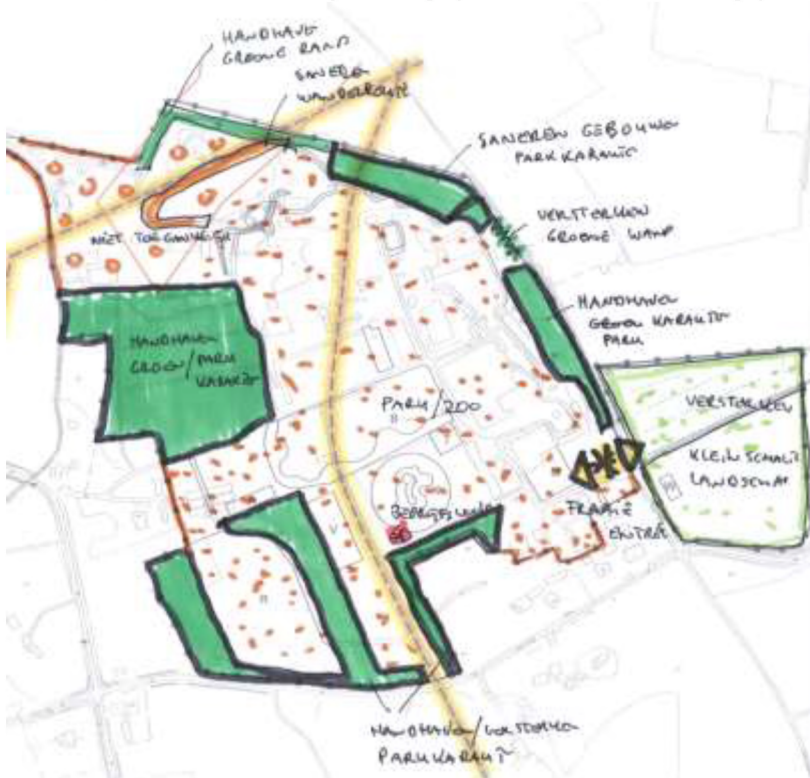 HANDHAVEN
GROENE RAND
SANEREN
WANDELROUTE
SANEREN GEBOUWEN
PARKKARAKTER
VERSTERKEN
GROENE WAND
NIET TOEGANKELIJK
HANDHAVEN
GROEN KARAKTER
PARK
HANDHAVEN
GROEN/PARK
KARAKTER
PARK/ZOO
VERSTERKEN
KLEINSCHALIG
LANDSCHAP
FRAAIE
ENTREE
HANDHAVEN/VERSTERKEN
PARKKARAKTER